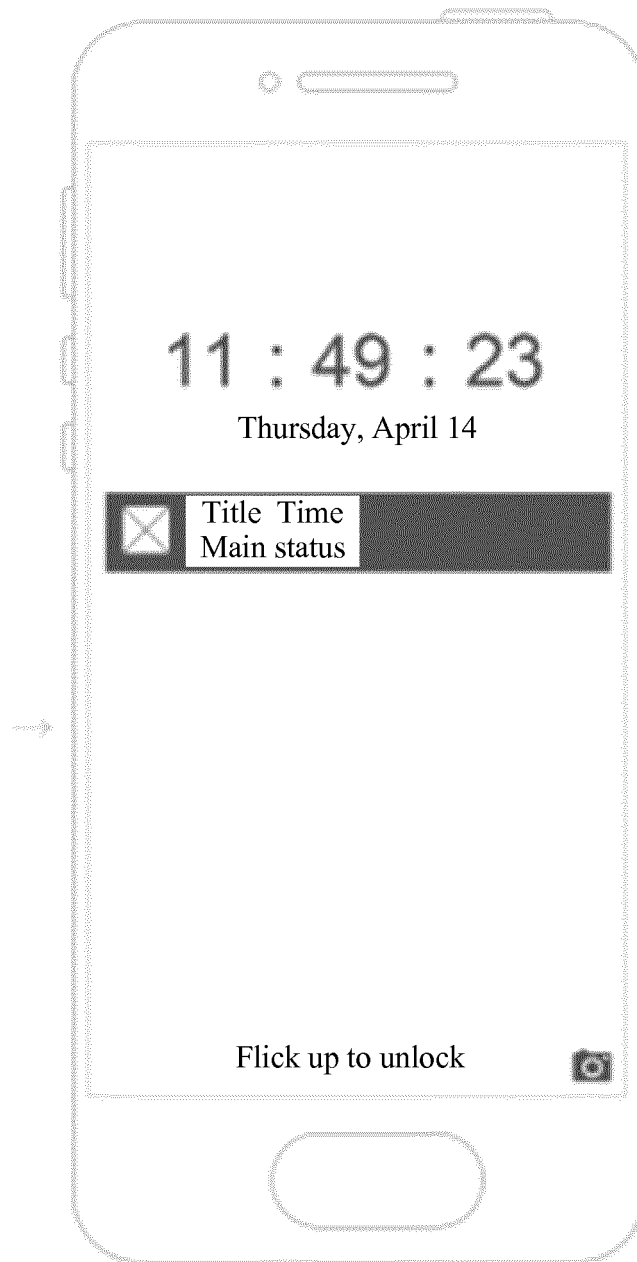 11 : 49 : 23
Thursday, April 14
Title  Time
Main status
Flick up to unlock